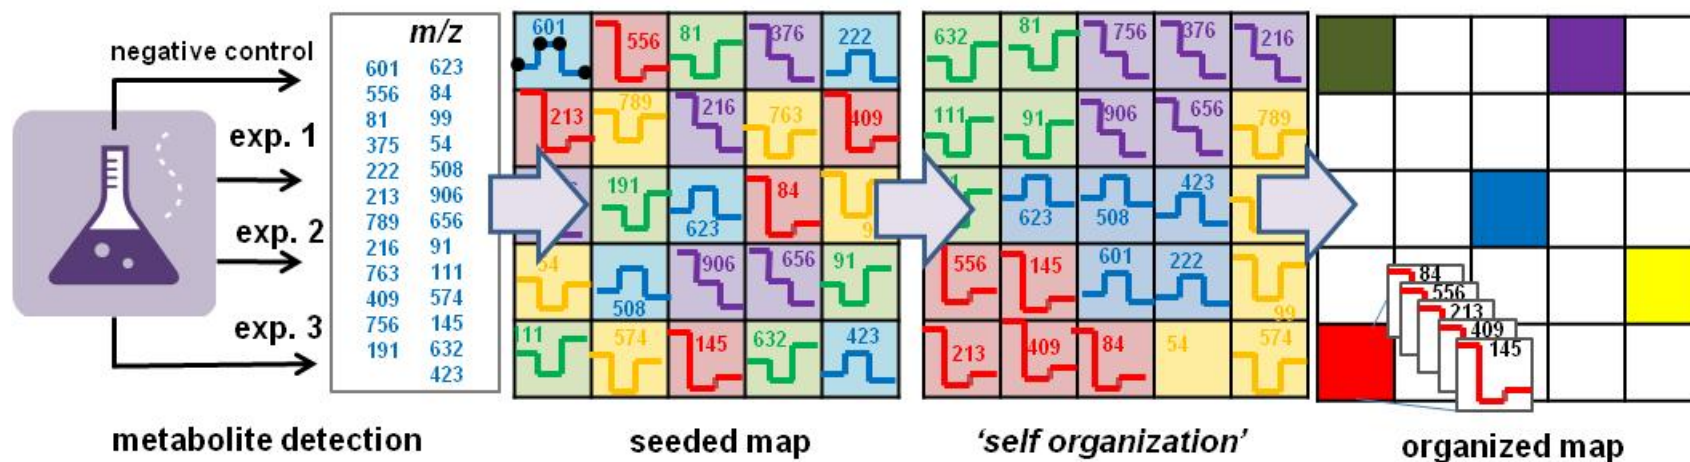 negative control
exp. 1
exp. 2
exp. 3
m/z
601 623
556 84
81 99
375 54
222 508
213 906
789 656
216 91
763 111
409 574
756 145
191 632
423
601 556 81 376 222
213 789 216 763 409
191 623 84
508 906 656 91
111 574 145 632 423
632 81 756 376 216
111 91 906 656 789
623 508 423
556 145 601 222 99
213 409 84 54 574
84
556
213
409
145
metabolite detection
seeded map
‘self organization’
organized map